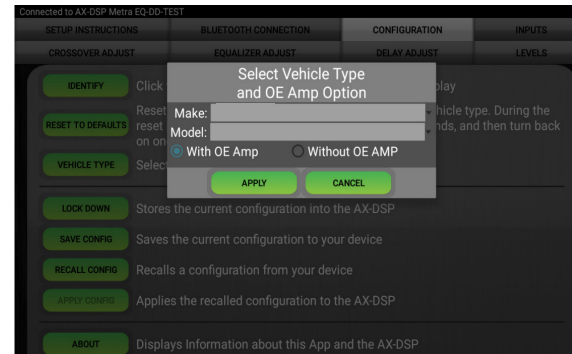 Connected to AX-DSP Metra EQ-DD-TEST
SETUP INSTRUCTIONS BLUETOOTH CONNECTION CONFIGURATION INPUTS
CROSSOVER ADJUST EQUALIZER ADJUST DELAY ADJUST LEVELS
Select Vehicle Type
and OE Amp Option
Make:
Model:
With OE Amp Without OE AMP
APPLY CANCEL
IDENTIFY Click play
RESET TO DEFAULTS Reset vehicle type. During the
reset nds, and then turn back
on on
VEHICLE TYPE Selec
LOCK DOWN Stores the current configuration into the AX-DSP
SAVE CONFIG Saves the current configuration to your device
RECALL CONFIG Recalls a configuration from your device
APPLY CONFIG Applies the recalled configuration to the AX-DSP
ABOUT Displays Information about this App and the AX-DSP